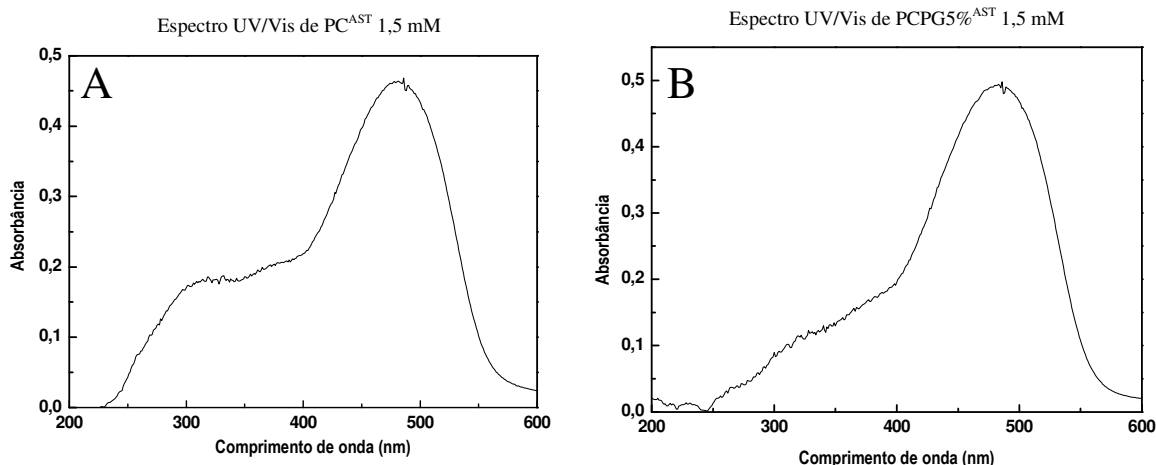 Espectro UV/Vis de PC^AST 1,5 mM
A
0,5
0,4
0,3
0,2
0,1
0,0
Absorbância
200 300 400 500 600
Comprimento de onda (nm)
Espectro UV/Vis de PCPG5%^AST 1,5 mM
B
0,5
0,4
0,3
0,2
0,1
0,0
Absorbância
200 300 400 500 600
Comprimento de onda (nm)